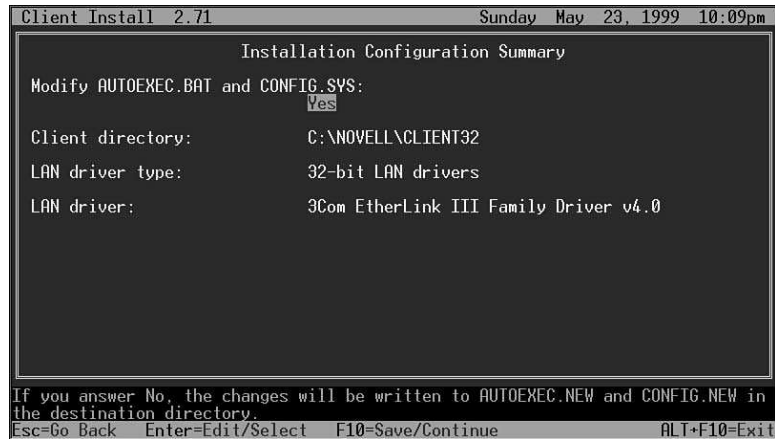 Client Install 2.71 Sunday May 23, 1999 10:09pm
Installation Configuration Summary
Modify AUTOEXEC.BAT and CONFIG.SYS:
Yes
Client directory: C:\NOVELL\CLIENT32
LAN driver type: 32-bit LAN drivers
LAN driver: 3Com EtherLink III Family Driver v4.0
If you answer No, the changes will be written to AUTOEXEC.NEW and CONFIG.NEW in
the destination directory.
Esc=Go Back Enter=Edit/Select F10=Save/Continue ALT+F10=Exit